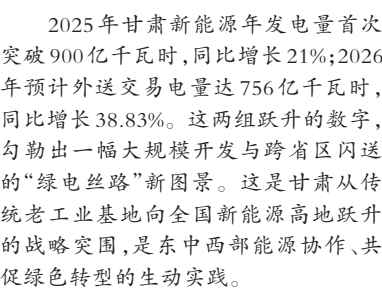 2025年甘肃新能源年发电量首次
突破900亿千瓦时,同比增长21%;2026
年预计外送交易电量达756亿千瓦时,
同比增长38.83%。这两组跃升的数字,
勾勒出一幅大规模开发与跨省区闪送
的“绿电丝路”新图景。这是甘肃从传
统老工业基地向全国新能源高地跃升
的战略突围,是东中西部能源协作、共
促绿色转型的生动实践。